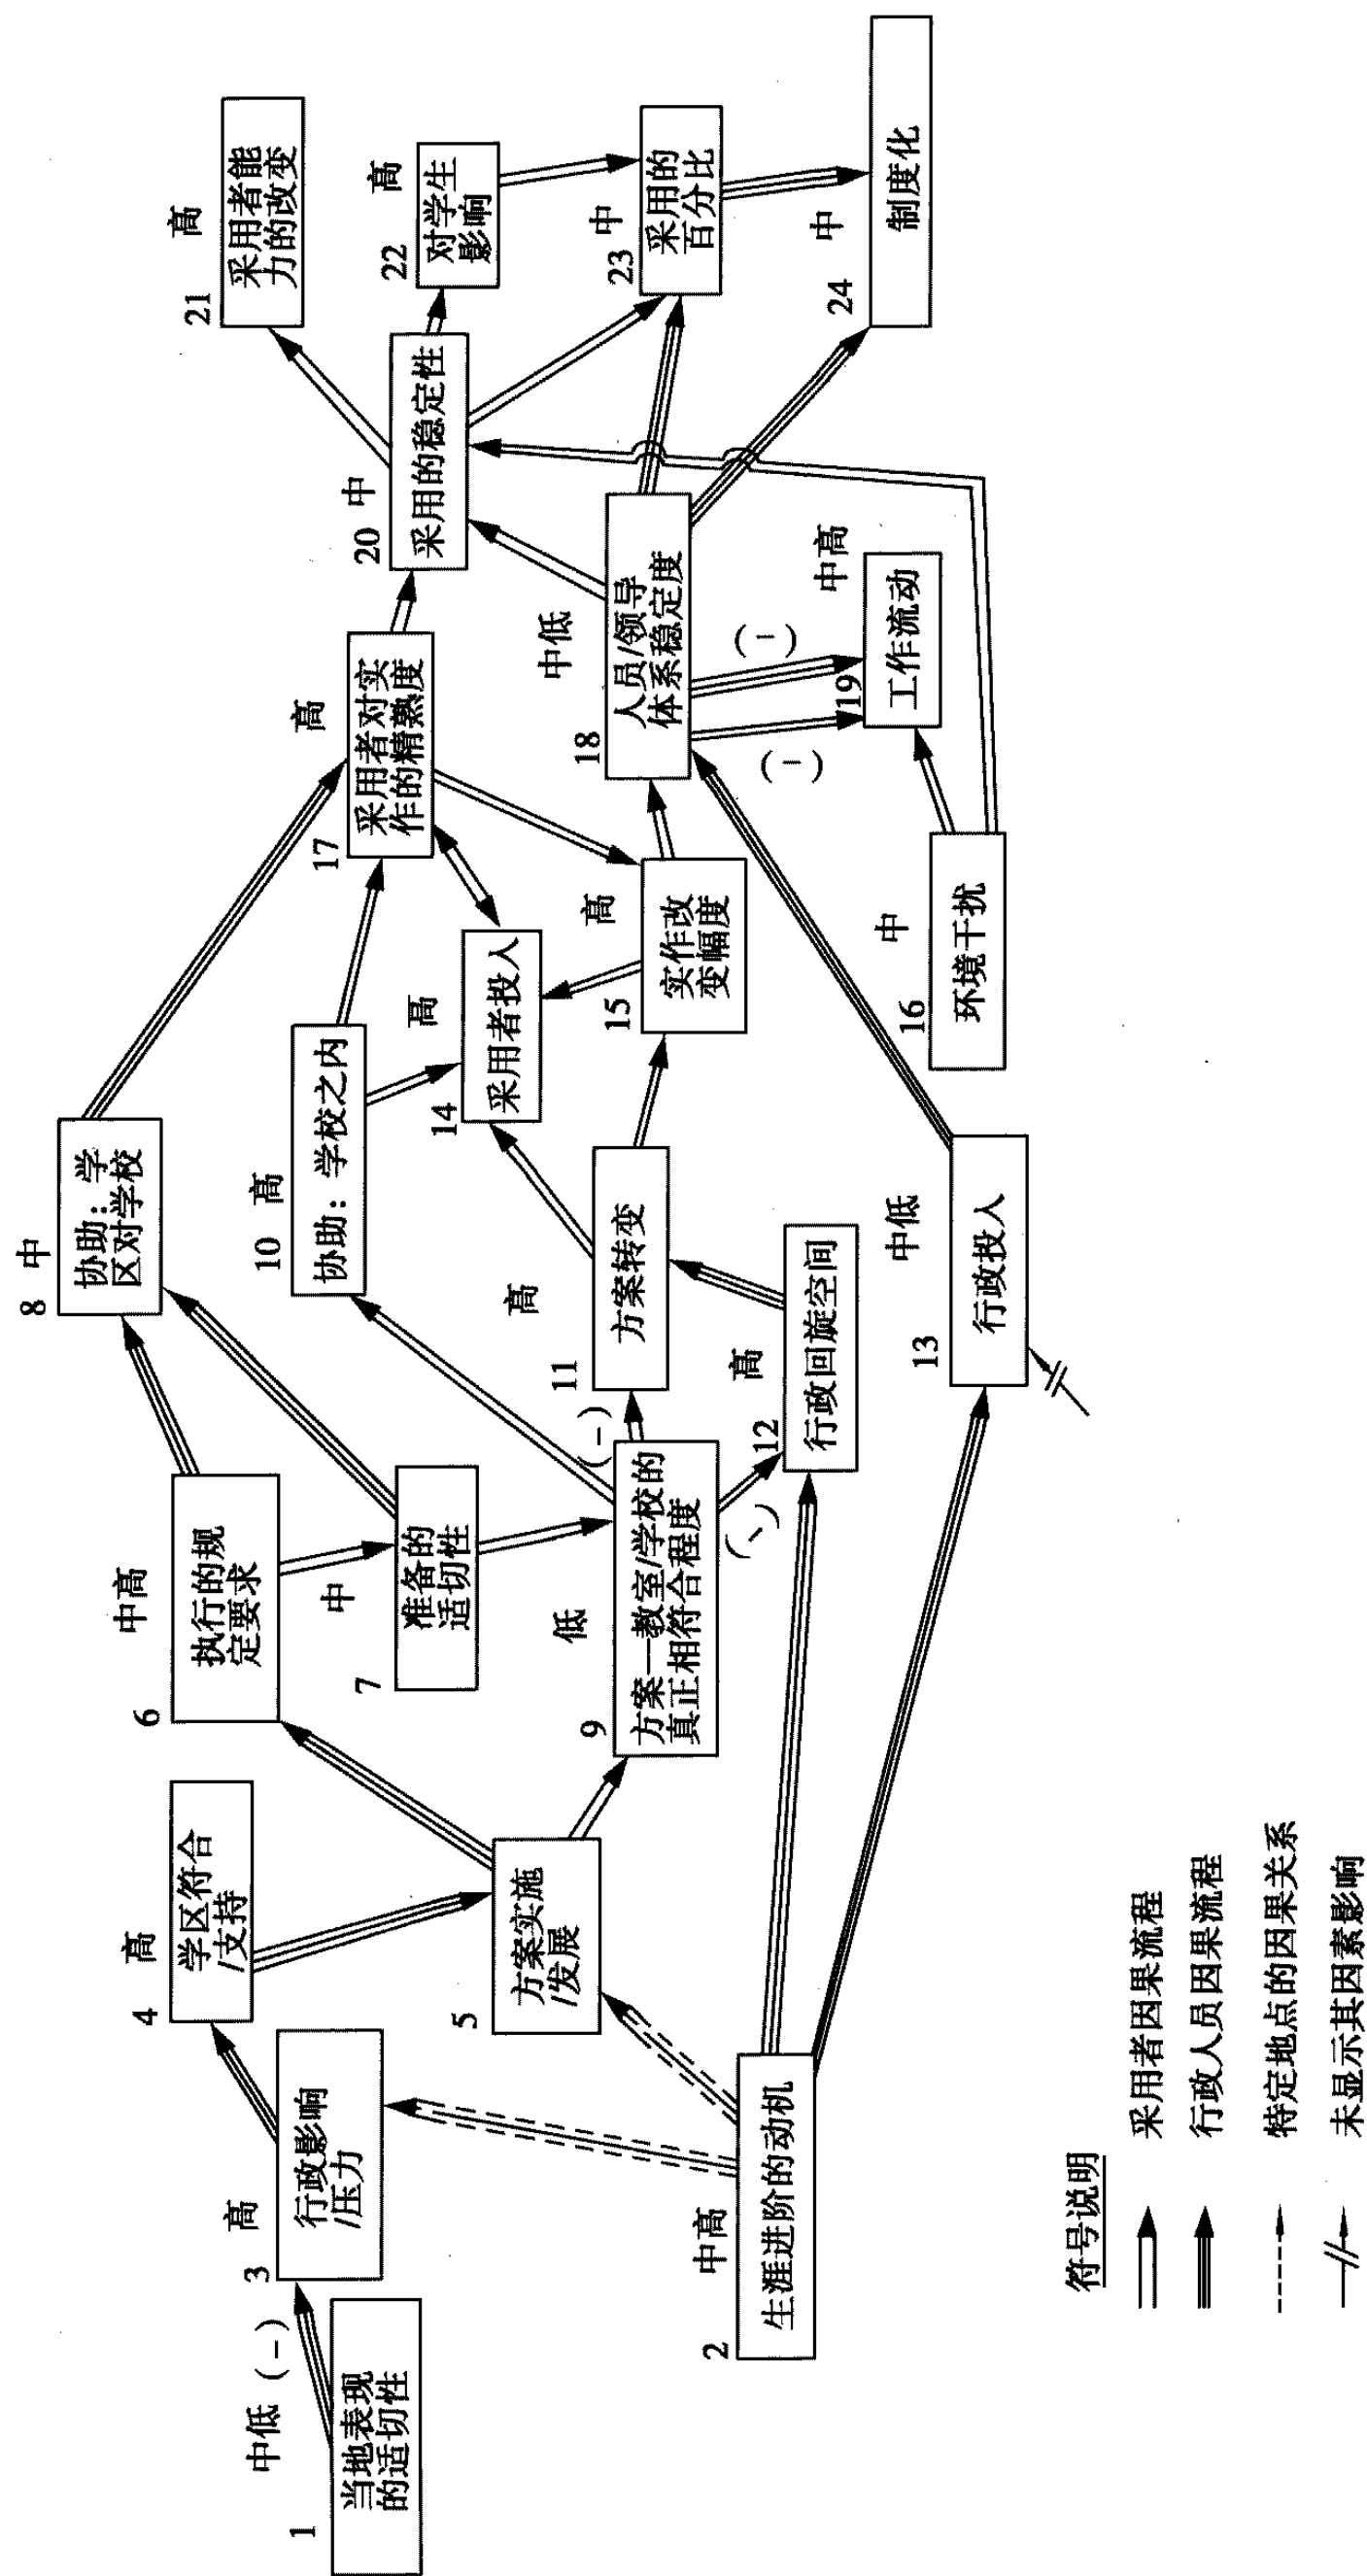 中低 (-)
1
当地表现
的适切性
中高
2
生涯进阶的动机
高
3
行政影响
/压力
高
4
学区符合
/支持
5
方案实施
/发展
中高
6
执行的规
定要求
中
7
准备的
适切性
中
8
协助：学
区对学校
低
9
方案—教室/学校的
真正相符合程度
(-)
(-)
10
高
协助：学校之内
高
11
方案转变
高
12
行政回旋空间
中低
13
行政投入
高
14
采用者投入
高
15
实作改
变幅度
中
16
环境干扰
高
17
采用者对实
作的精熟度
中低
18
人员/领导
体系稳定度
(-)
(-)
中高
19
工作流动
20
中
采用的稳定性
高
21
采用者能
力的改变
高
22
对学生
影响
中
23
采用的
百分比
中
24
制度化
符号说明
采用者因果流程
行政人员因果流程
特定地点的因果关系
未显示其因素影响